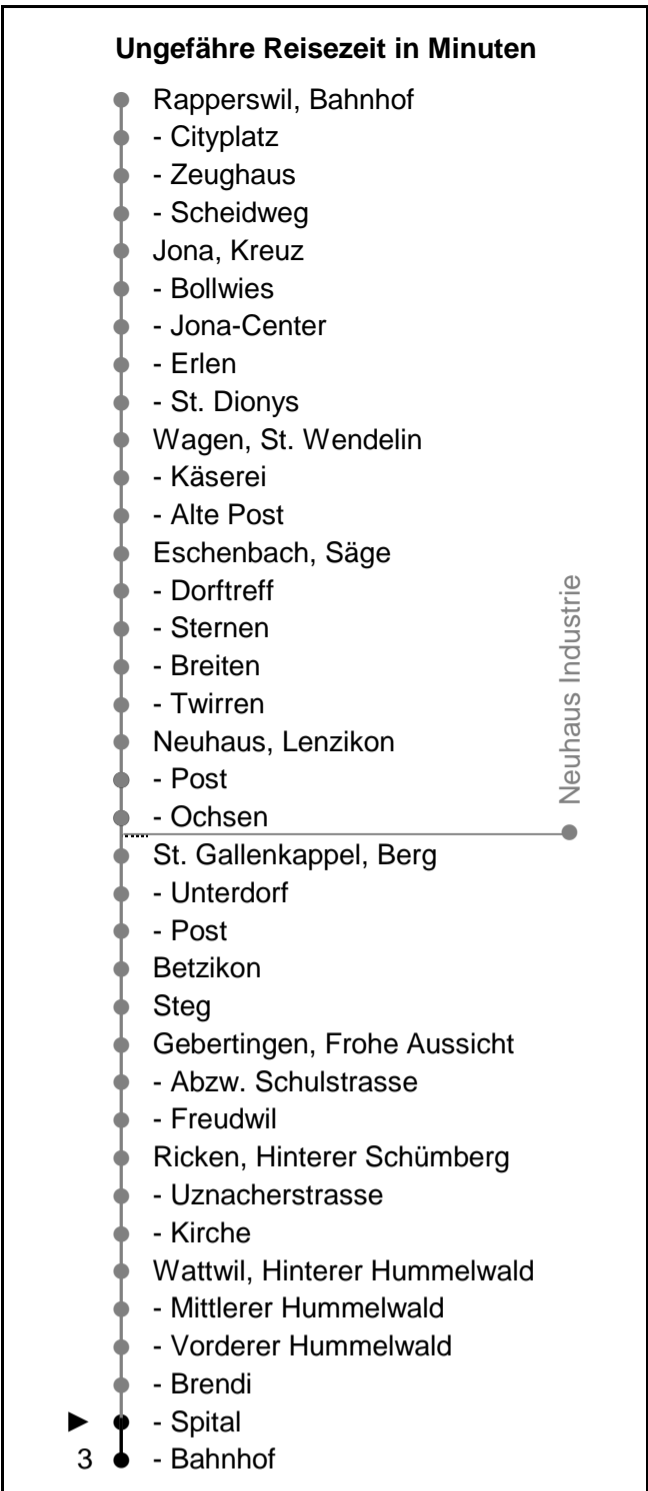 Ungefähre Reisezeit in Minuten
Rapperswil, Bahnhof
- Cityplatz
- Zeughaus
- Scheidweg
Jona, Kreuz
- Bollwies
- Jona-Center
- Erlen
- St. Dionys
Wagen, St. Wendelin
- Käserei
- Alte Post
Eschenbach, Säge
- Dorftreff
- Sternen
- Breiten
- Twirren
Neuhaus, Lenzikon
- Post
- Ochsen
Neuhaus Industrie
St. Gallenkappel, Berg
- Unterdorf
- Post
Betzikon
Steg
Gebertingen, Frohe Aussicht
- Abzw. Schulstrasse
- Freudwil
Ricken, Hinterer Schümberg
- Uznacherstrasse
- Kirche
Wattwil, Hinterer Hummelwald
- Mittlerer Hummelwald
- Vorderer Hummelwald
- Brendi
► - Spital
3 - Bahnhof